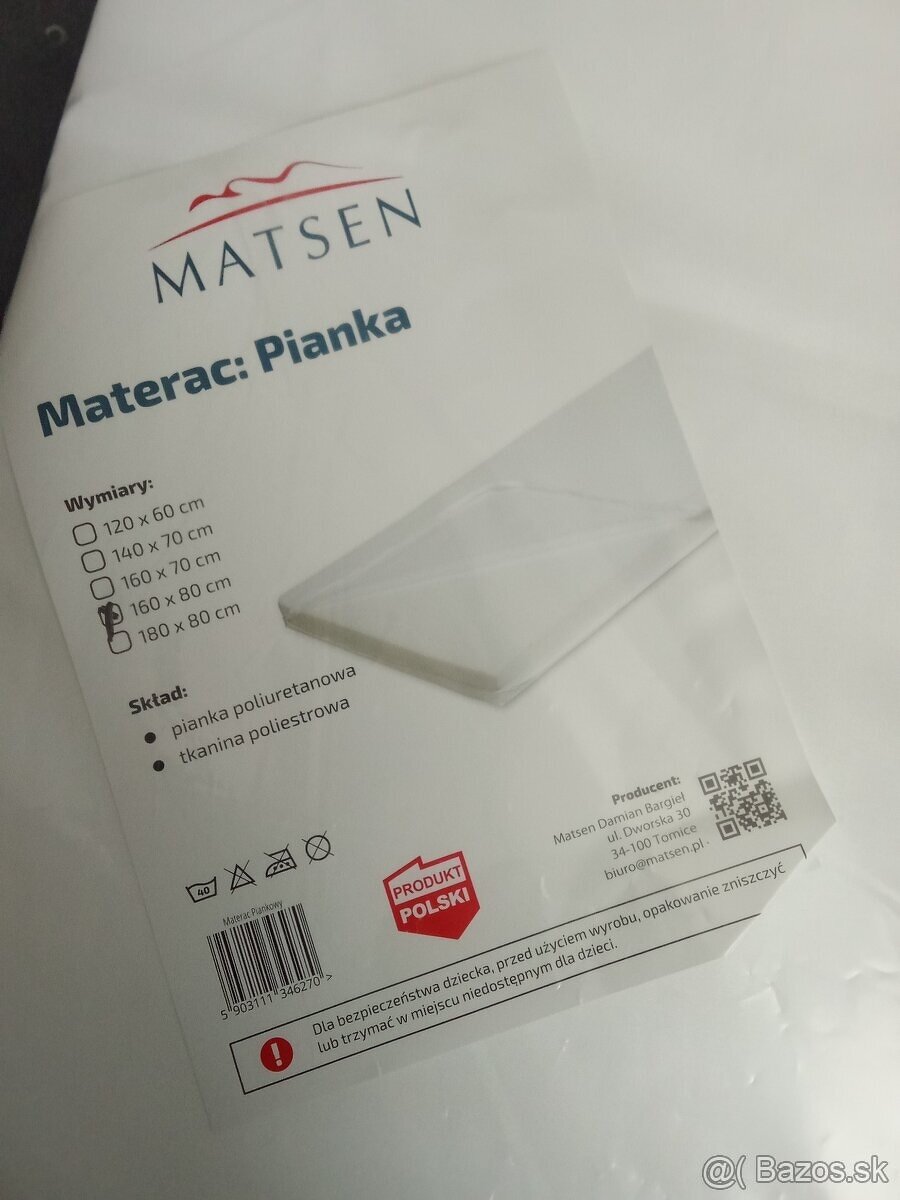 MATSEN
Materac: Pianka
Wymiary:
120 x 60 cm
140 x 70 cm
160 x 70 cm
160 x 80 cm
180 x 80 cm
Skład:
pianka poliuretanowa
tkanina poliestrowa
Producent:
Matsen Damian Bargieł
ul. Dworska 30
34-100 Tomice
biuro@matsen.pl
40
PRODUKT
POLSKI
Materac Piankowy
5 903111 346270 >
! Dla bezpieczeństwa dziecka, przed użyciem wyrobu, opakowanie zniszczyć
lub trzymać w miejscu niedostępnym dla dzieci.
@( Bazos.sk